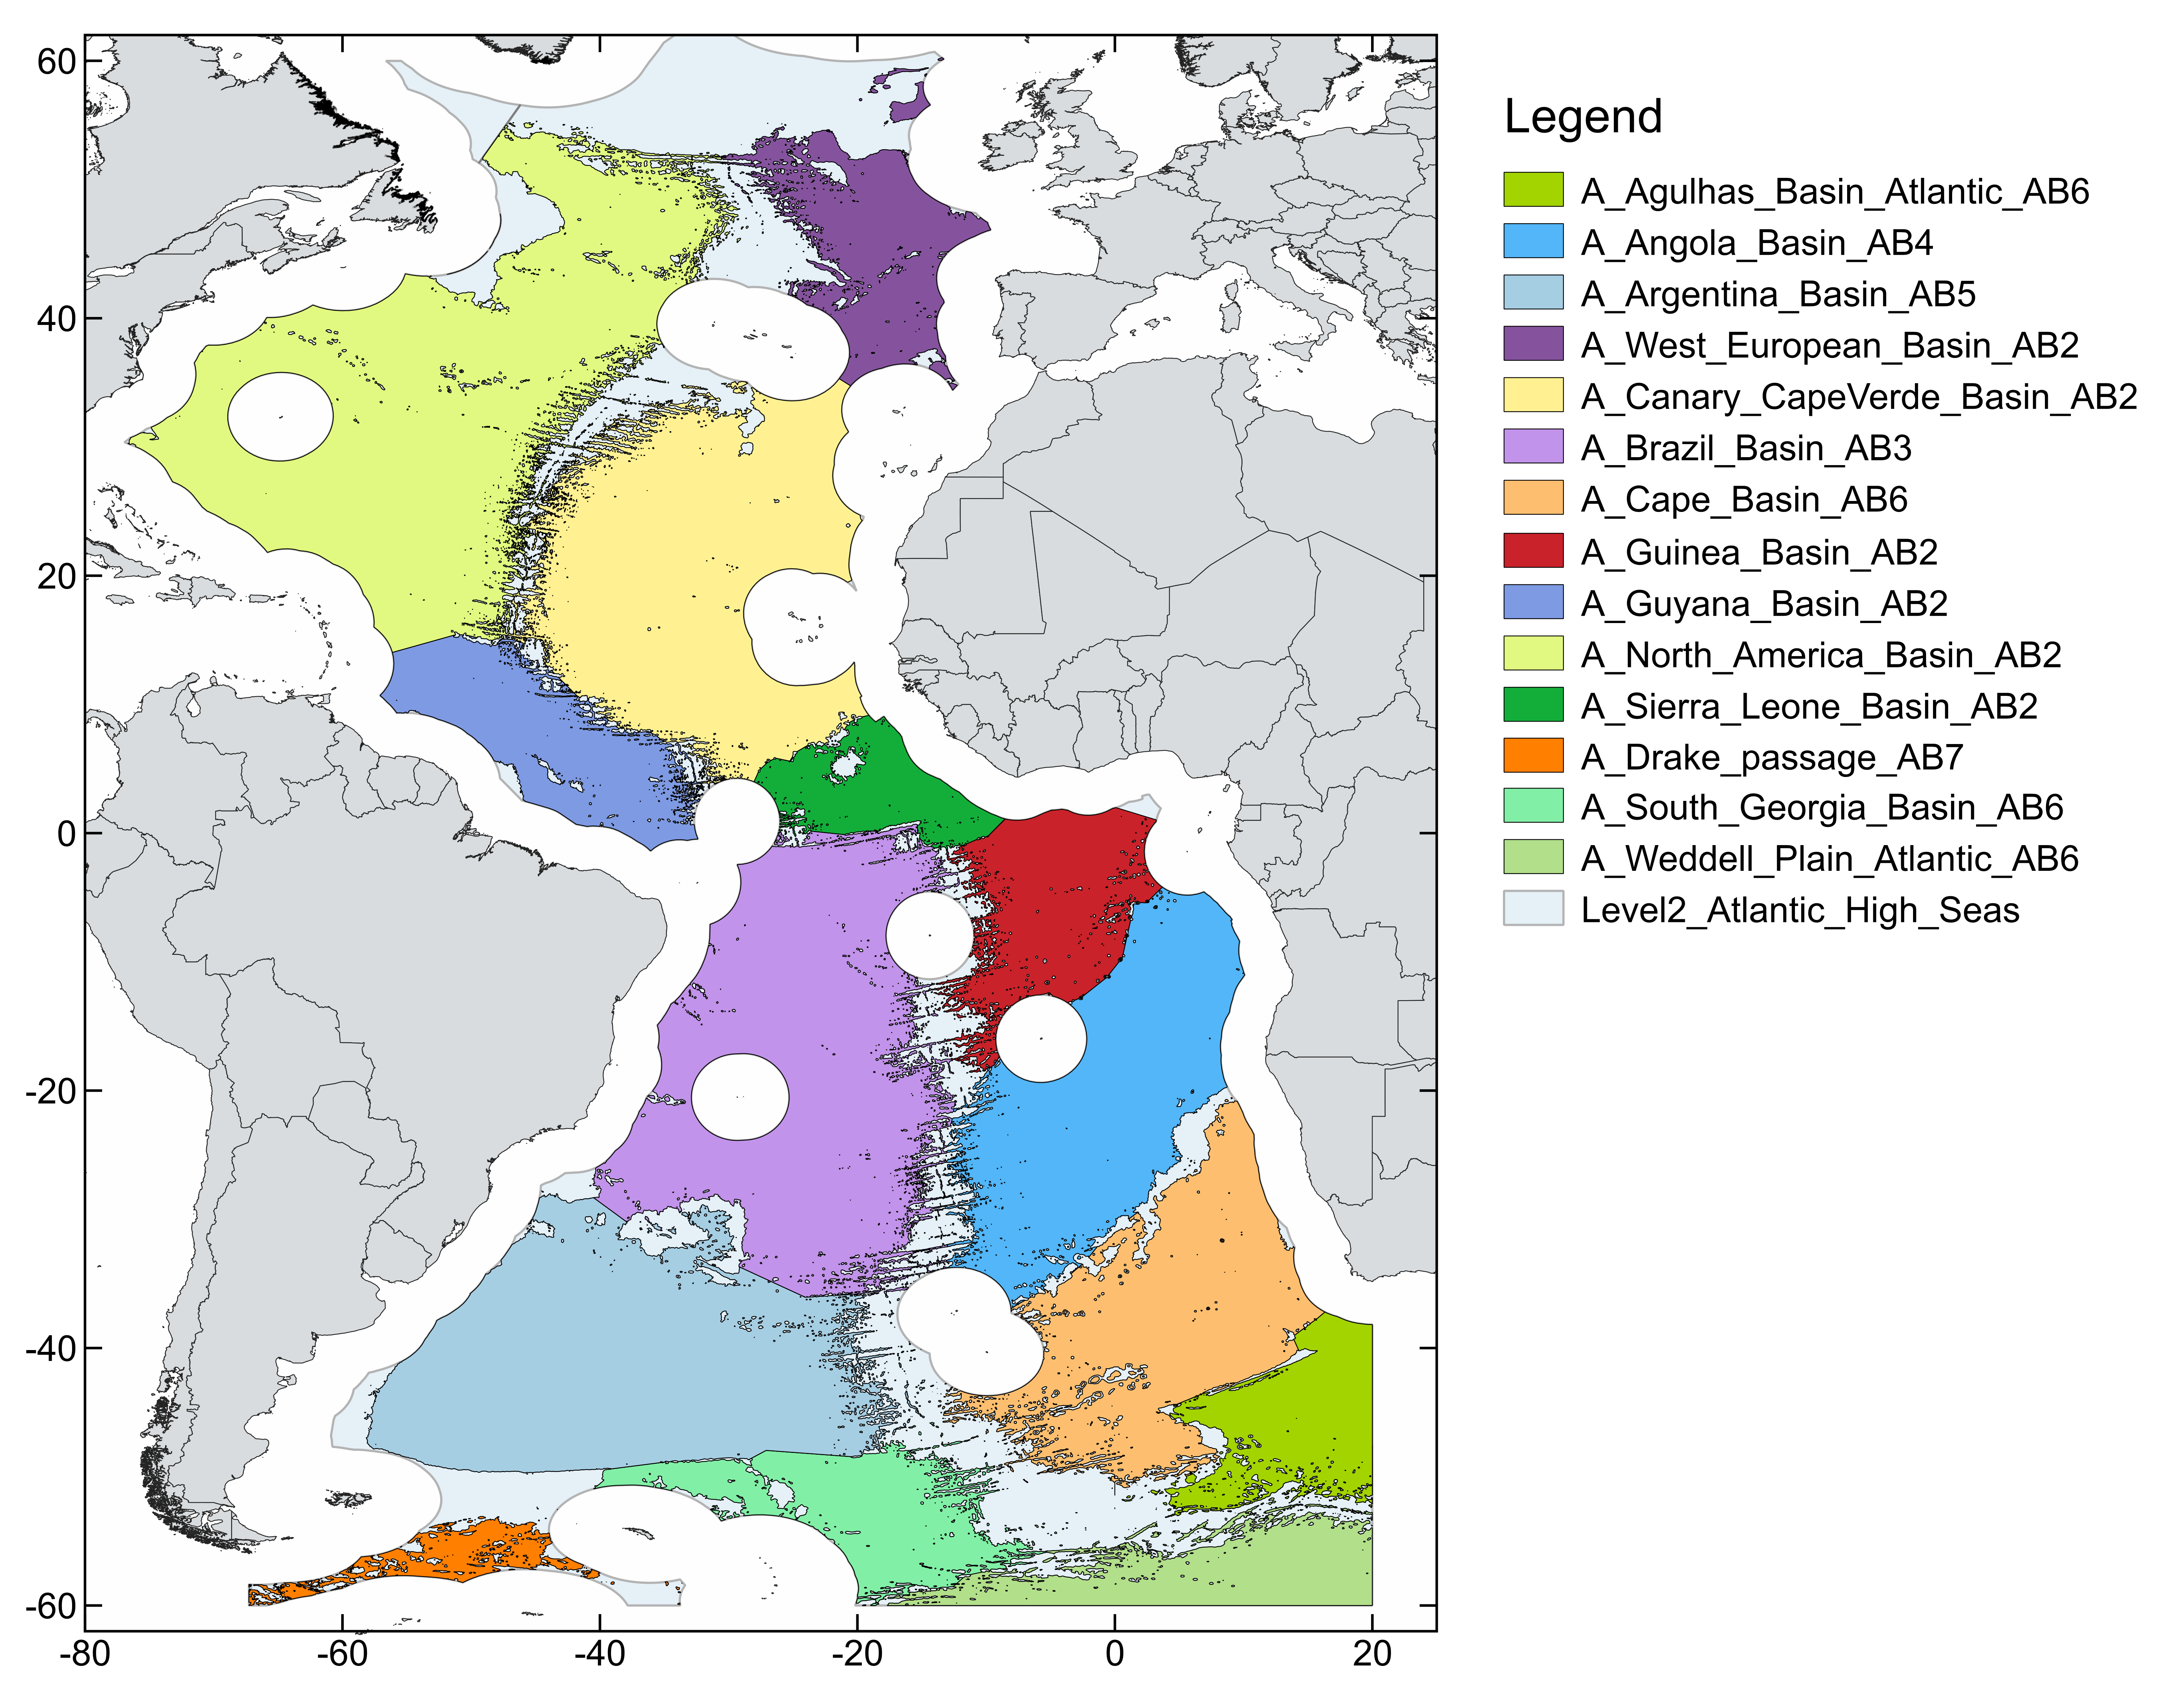 60
40
20
0
-20
-40
-60
-80
-60
-40
-20
0
20
Legend
A_Agulhas_Basin_Atlantic_AB6
A_Angola_Basin_AB4
A_Argentina_Basin_AB5
A_West_European_Basin_AB2
A_Canary_CapeVerde_Basin_AB2
A_Brazil_Basin_AB3
A_Cape_Basin_AB6
A_Guinea_Basin_AB2
A_Guyana_Basin_AB2
A_North_America_Basin_AB2
A_Sierra_Leone_Basin_AB2
A_Drake_passage_AB7
A_South_Georgia_Basin_AB6
A_Weddell_Plain_Atlantic_AB6
Level2_Atlantic_High_Seas